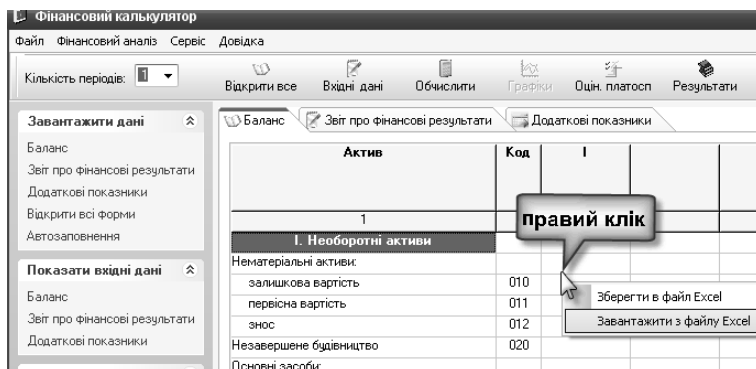 Фінансовий калькулятор
Файл Фінансовий аналіз Сервіс Довідка
Кількість періодів: 1
Відкрити все Вхідні дані Обчислити Графіки Оцін. платосп Результати
Завантажити дані
Баланс
Звіт про фінансові результати
Додаткові показники
Відкрити всі форми
Автозаповнення
Показати вхідні дані
Баланс
Звіт про фінансові результати
Додаткові показники
Баланс Звіт про фінансові результати Додаткові показники
Актив Код I
1
I. Необоротні активи
Нематеріальні активи:
залишкова вартість 010
первісна вартість 011
знос 012
Незавершене будівництво 020
Основні засоби:
правий клік
Зберегти в файл Excel
Завантажити з файлу Excel